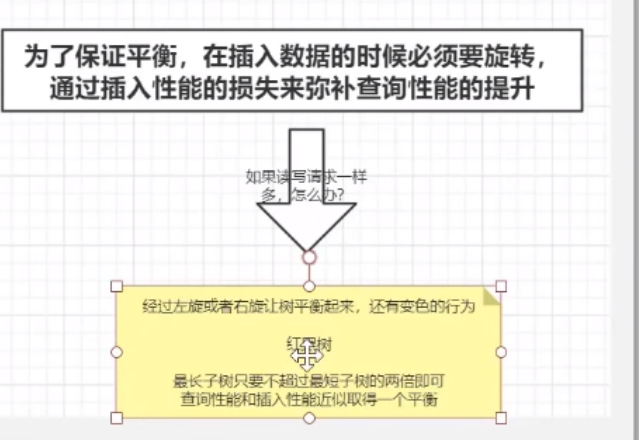 为了保证平衡，在插入数据的时候必须要旋转，
通过插入性能的损失来弥补查询性能的提升
如果读写请求一样
多，怎么办？
经过左旋或者右旋让树平衡起来，还有变色的行为
红黑树
最长子树只要不超过最短子树的两倍即可
查询性能和插入性能近似取得一个平衡